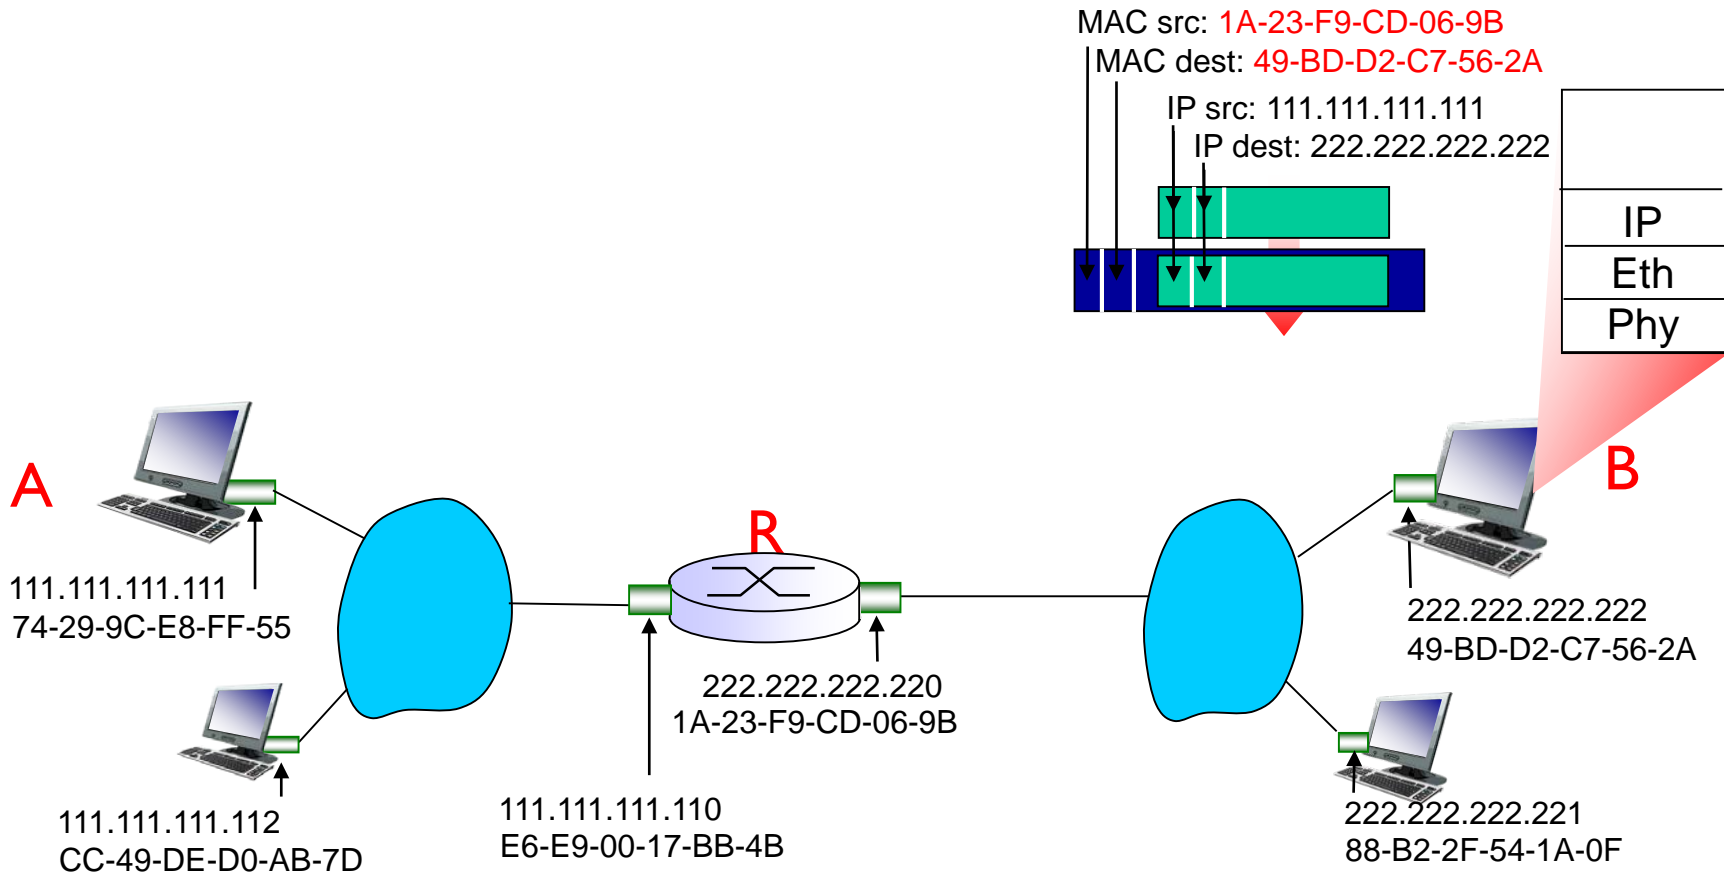 MAC src: 1A-23-F9-CD-06-9B
MAC dest: 49-BD-D2-C7-56-2A
IP src: 111.111.111.111
IP dest: 222.222.222.222
IP
Eth
Phy
A
R
B
111.111.111.111
74-29-9C-E8-FF-55
222.222.222.222
49-BD-D2-C7-56-2A
222.222.222.220
1A-23-F9-CD-06-9B
111.111.111.112
CC-49-DE-D0-AB-7D
111.111.111.110
E6-E9-00-17-BB-4B
222.222.222.221
88-B2-2F-54-1A-0F